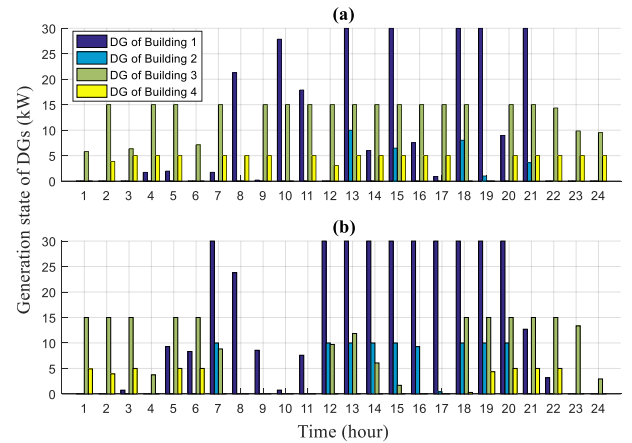 (a)
30
25
20
15
10
5
0
DG of Building 1
DG of Building 2
DG of Building 3
DG of Building 4
1 2 3 4 5 6 7 8 9 10 11 12 13 14 15 16 17 18 19 20 21 22 23 24
Generation state of DGs (kW)
(b)
30
25
20
15
10
5
0
1 2 3 4 5 6 7 8 9 10 11 12 13 14 15 16 17 18 19 20 21 22 23 24
Time (hour)